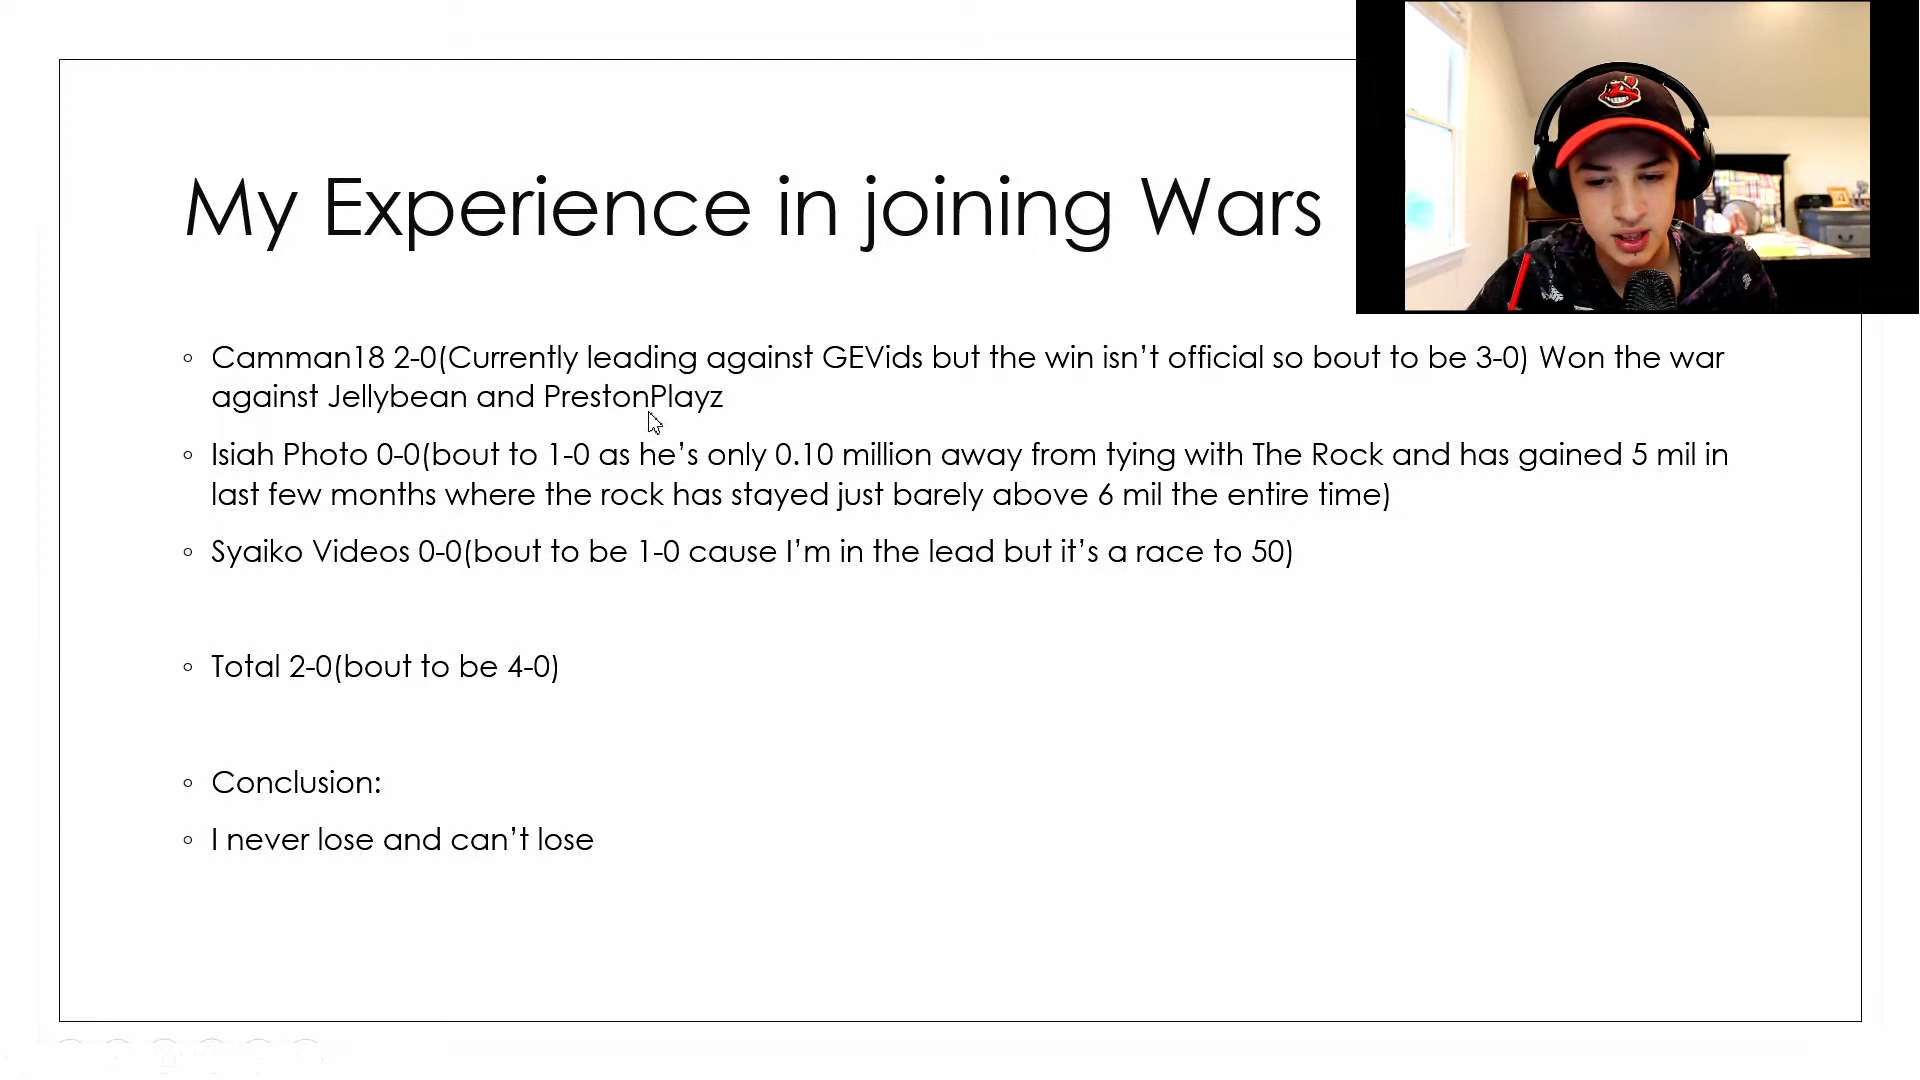 My Experience in joining Wars
Camman18 2-0(Currently leading against GEVids but the win isn’t official so bout to be 3-0) Won the war
against Jellybean and PrestonPlayz
Isiah Photo 0-0(bout to 1-0 as he’s only 0.10 million away from tying with The Rock and has gained 5 mil in
last few months where the rock has stayed just barely above 6 mil the entire time)
Syaiko Videos 0-0(bout to be 1-0 cause I’m in the lead but it’s a race to 50)
Total 2-0(bout to be 4-0)
Conclusion:
I never lose and can’t lose